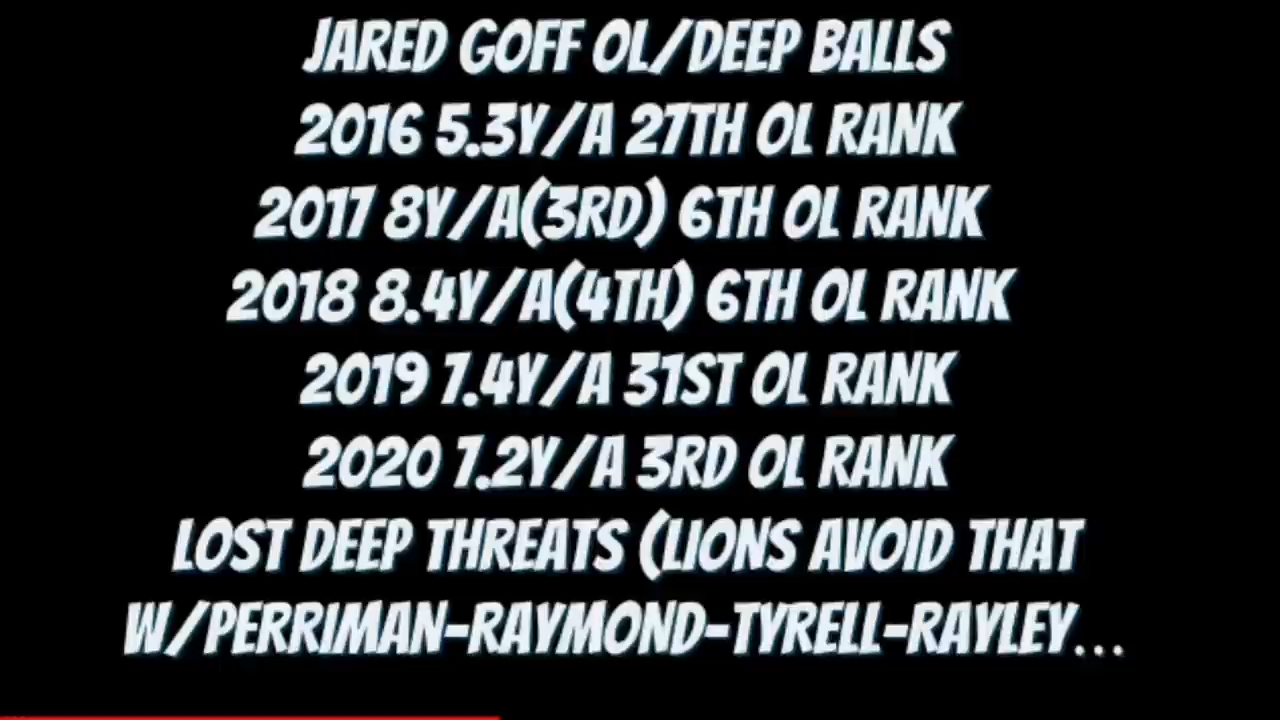 JARED GOFF OL/DEEP BALLS
2016 5.3Y/A 27TH OL RANK
2017 8Y/A(3RD) 6TH OL RANK
2018 8.4Y/A(4TH) 6TH OL RANK
2019 7.4Y/A 31ST OL RANK
2020 7.2Y/A 3RD OL RANK
LOST DEEP THREATS (LIONS AVOID THAT
W/PERRIMAN-RAYMOND-TYRELL-RAYLEY...